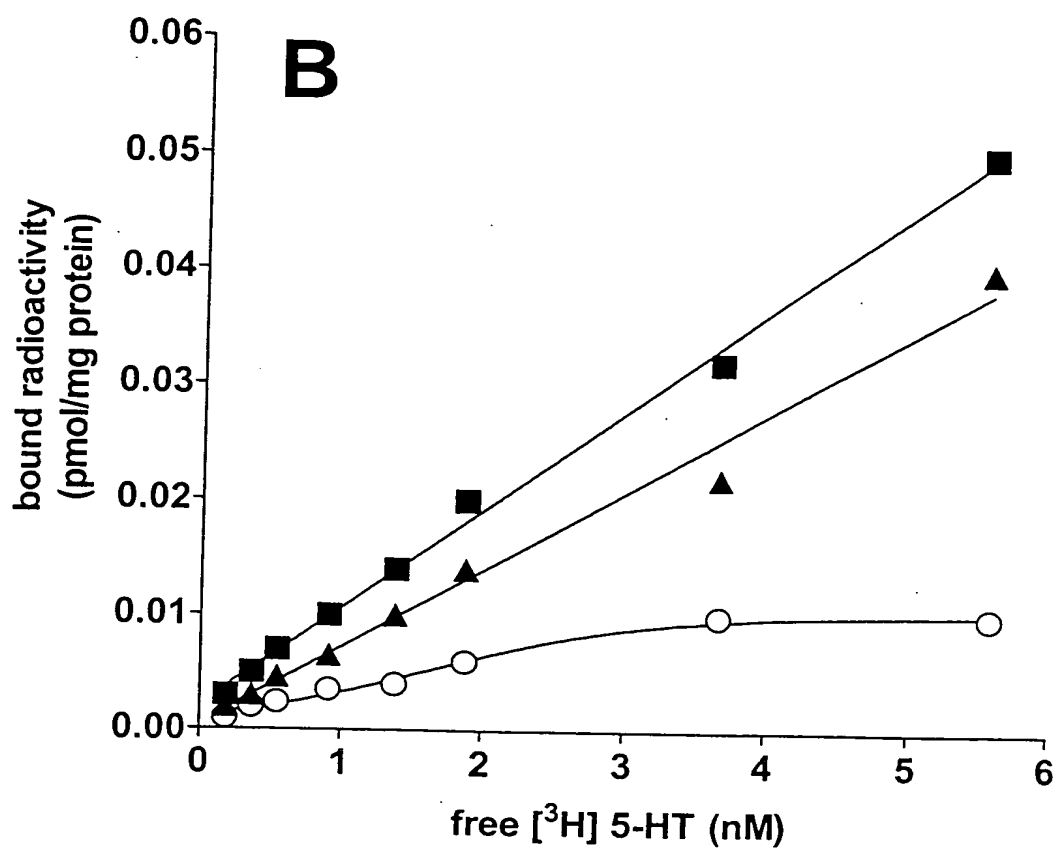 B
0.06
0.05
0.04
0.03
0.02
0.01
0.00
bound radioactivity
(pmol/mg protein)
0 1 2 3 4 5 6
free [³H] 5-HT (nM)